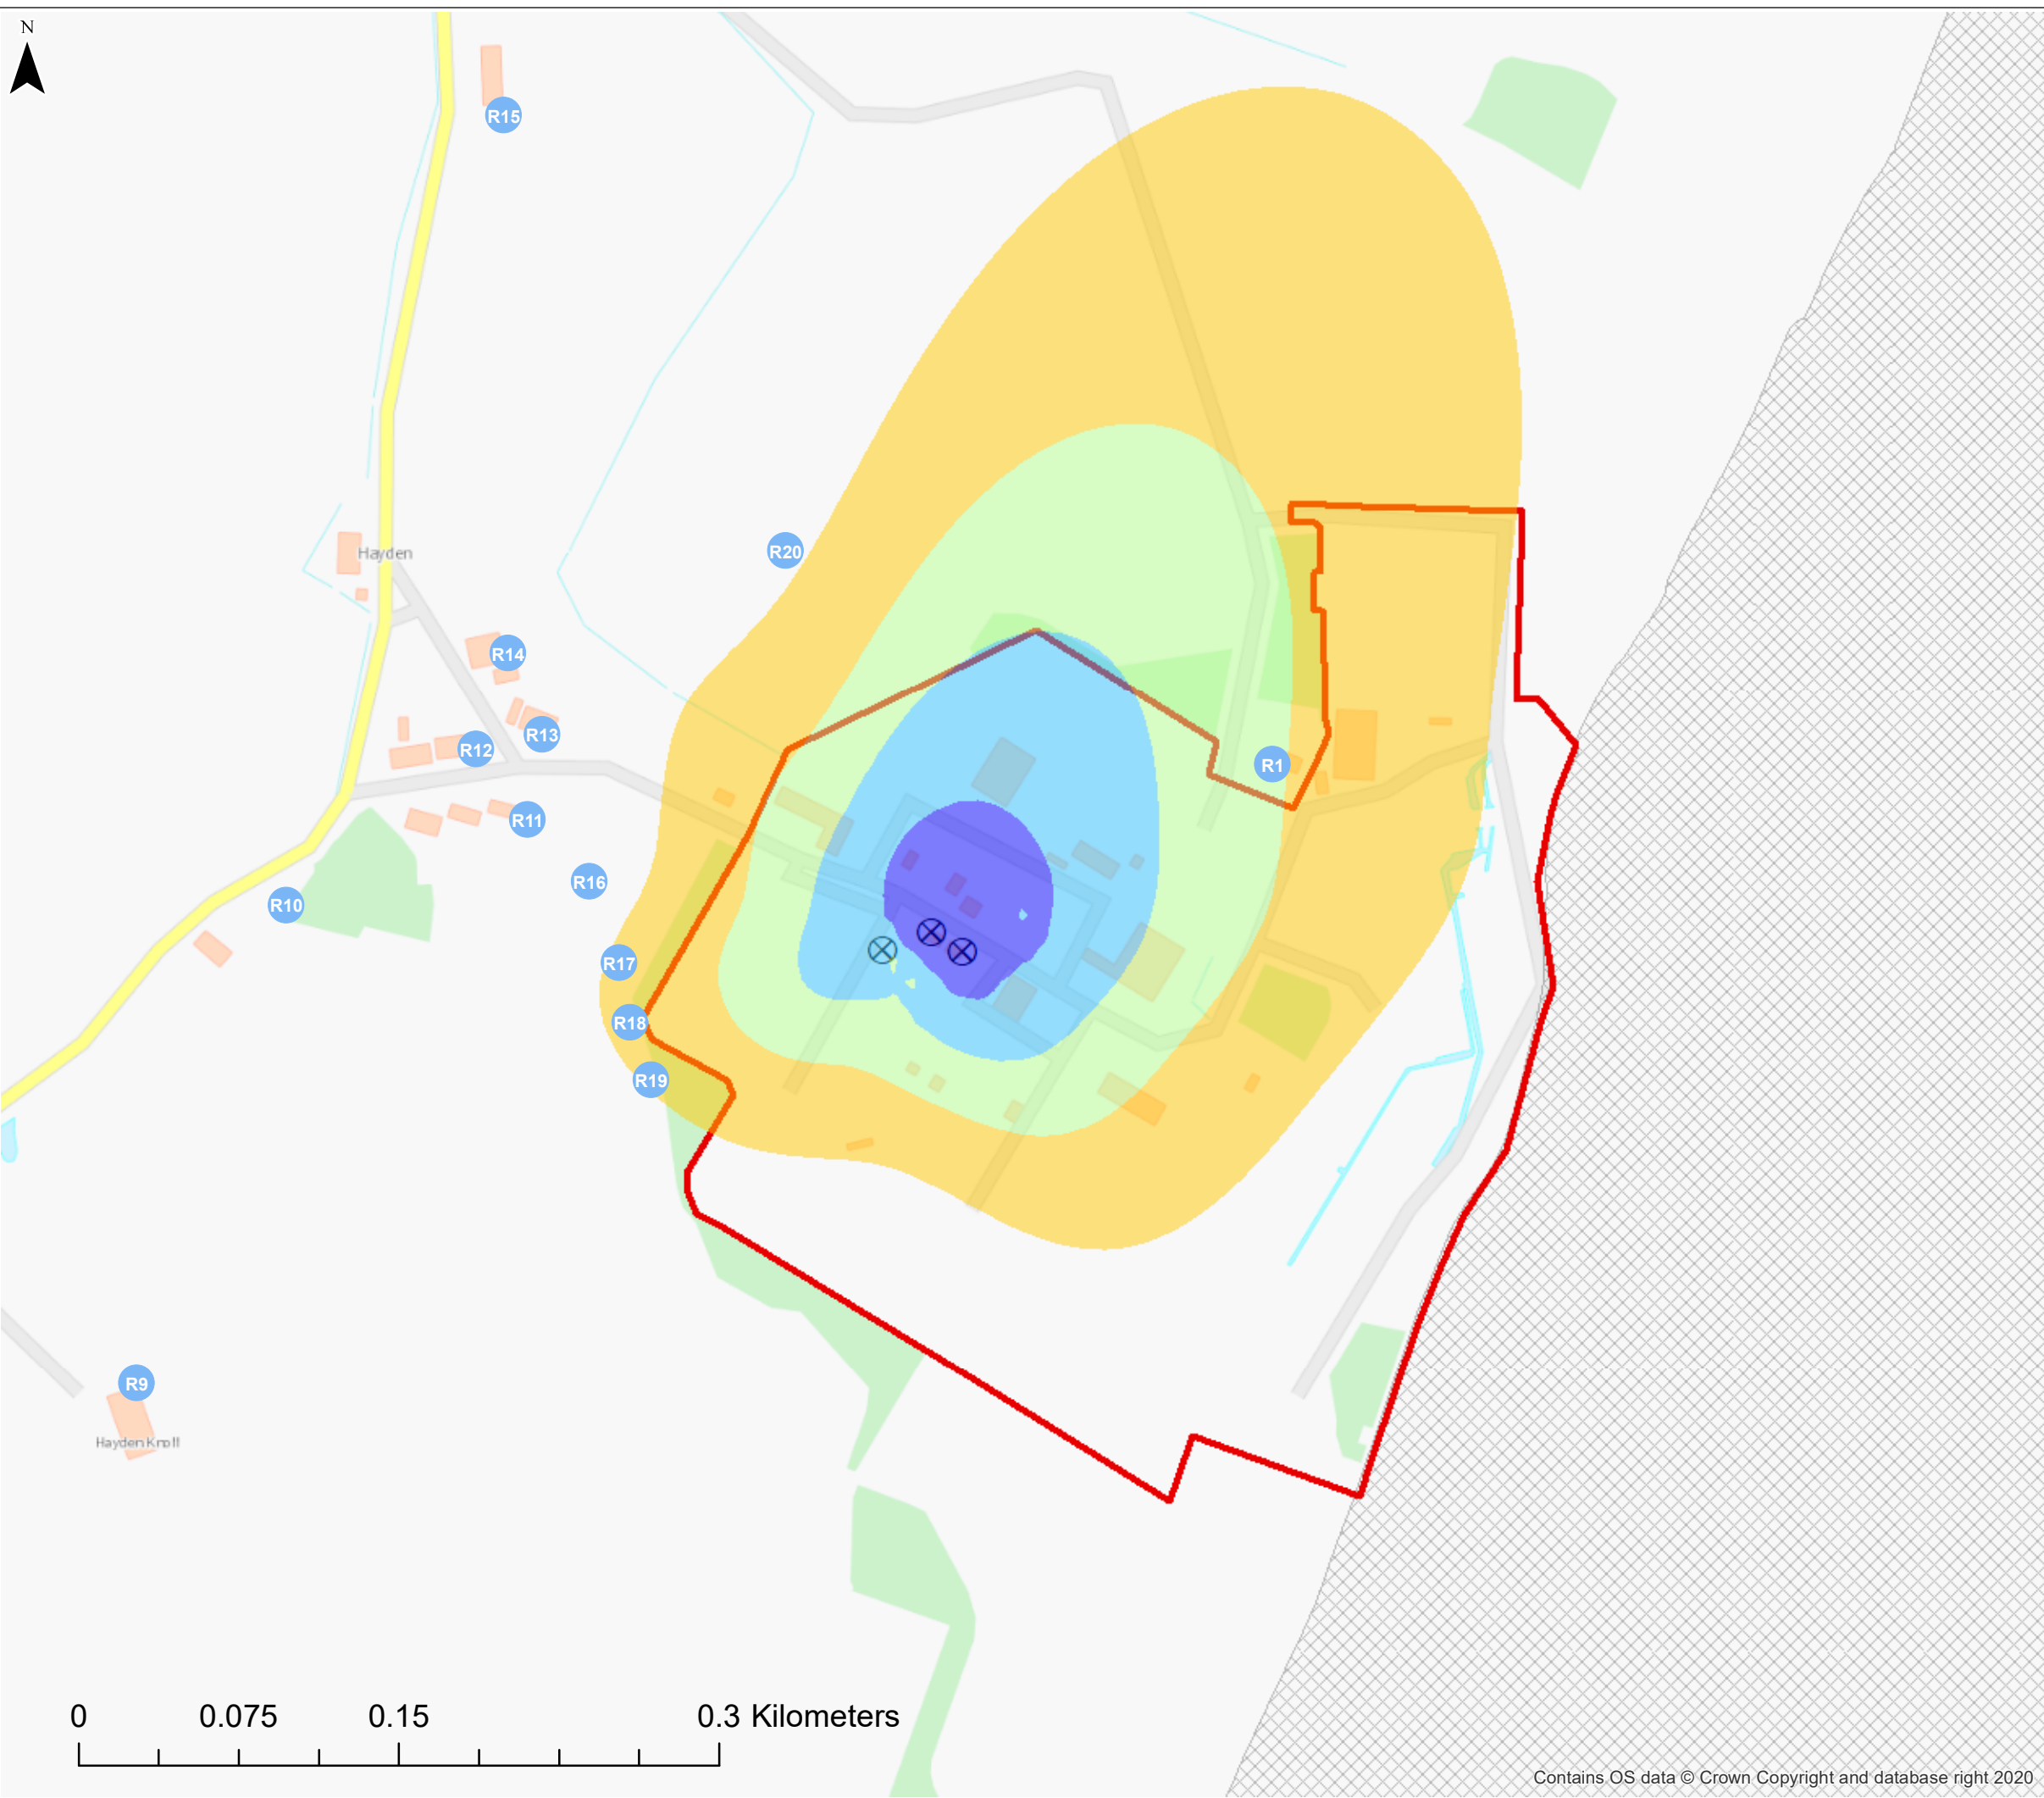 N
R15
R20
Hayden
R14
R13
R12
R1
R11
R16
R10
R17
R18
R19
R9
Hayden Knoll
0 0.075 0.15 0.3 Kilometers
Contains OS data © Crown Copyright and database right 2020